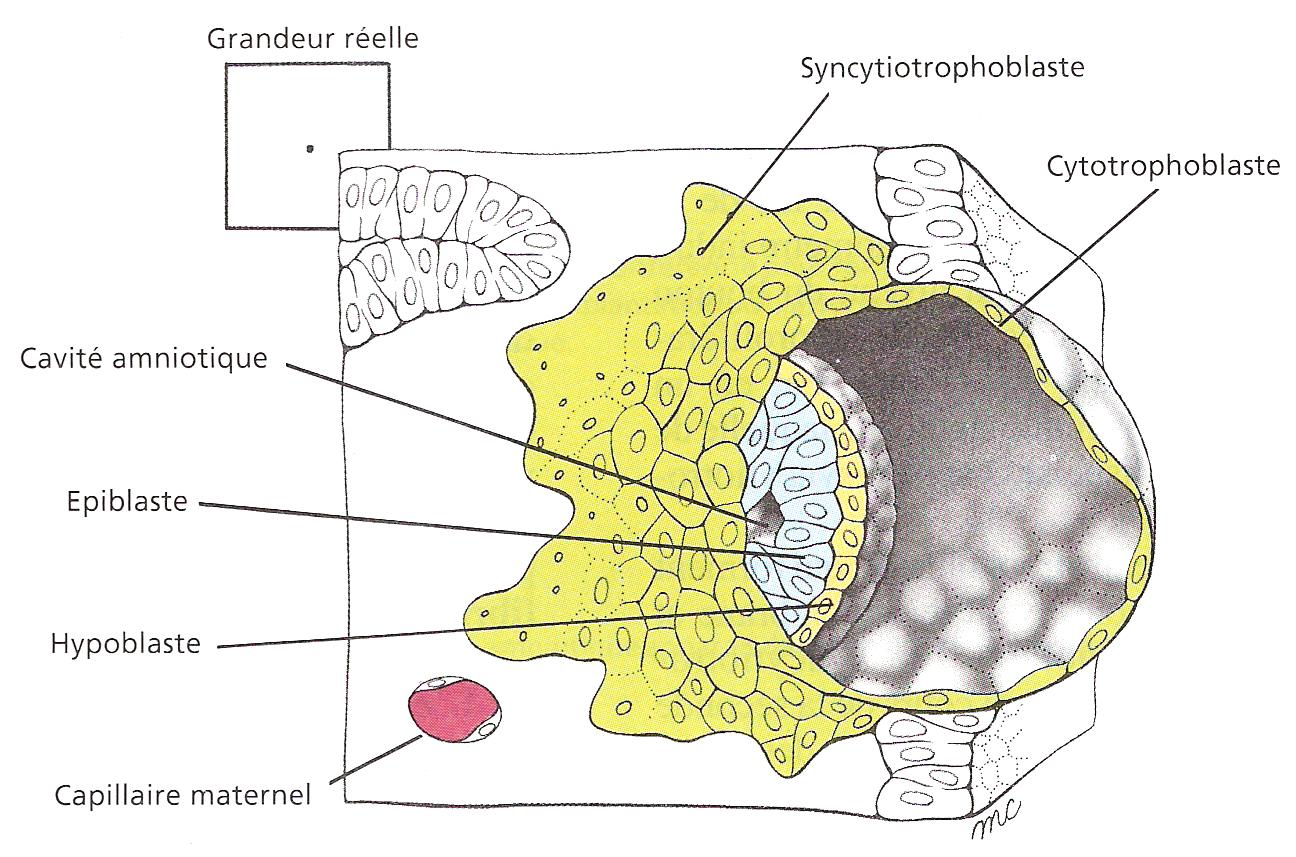 Grandeur réelle
Syncytiotrophoblaste
Cytotrophoblaste
Cavité amniotique
Epiblaste
Hypoblaste
Capillaire maternel
mc